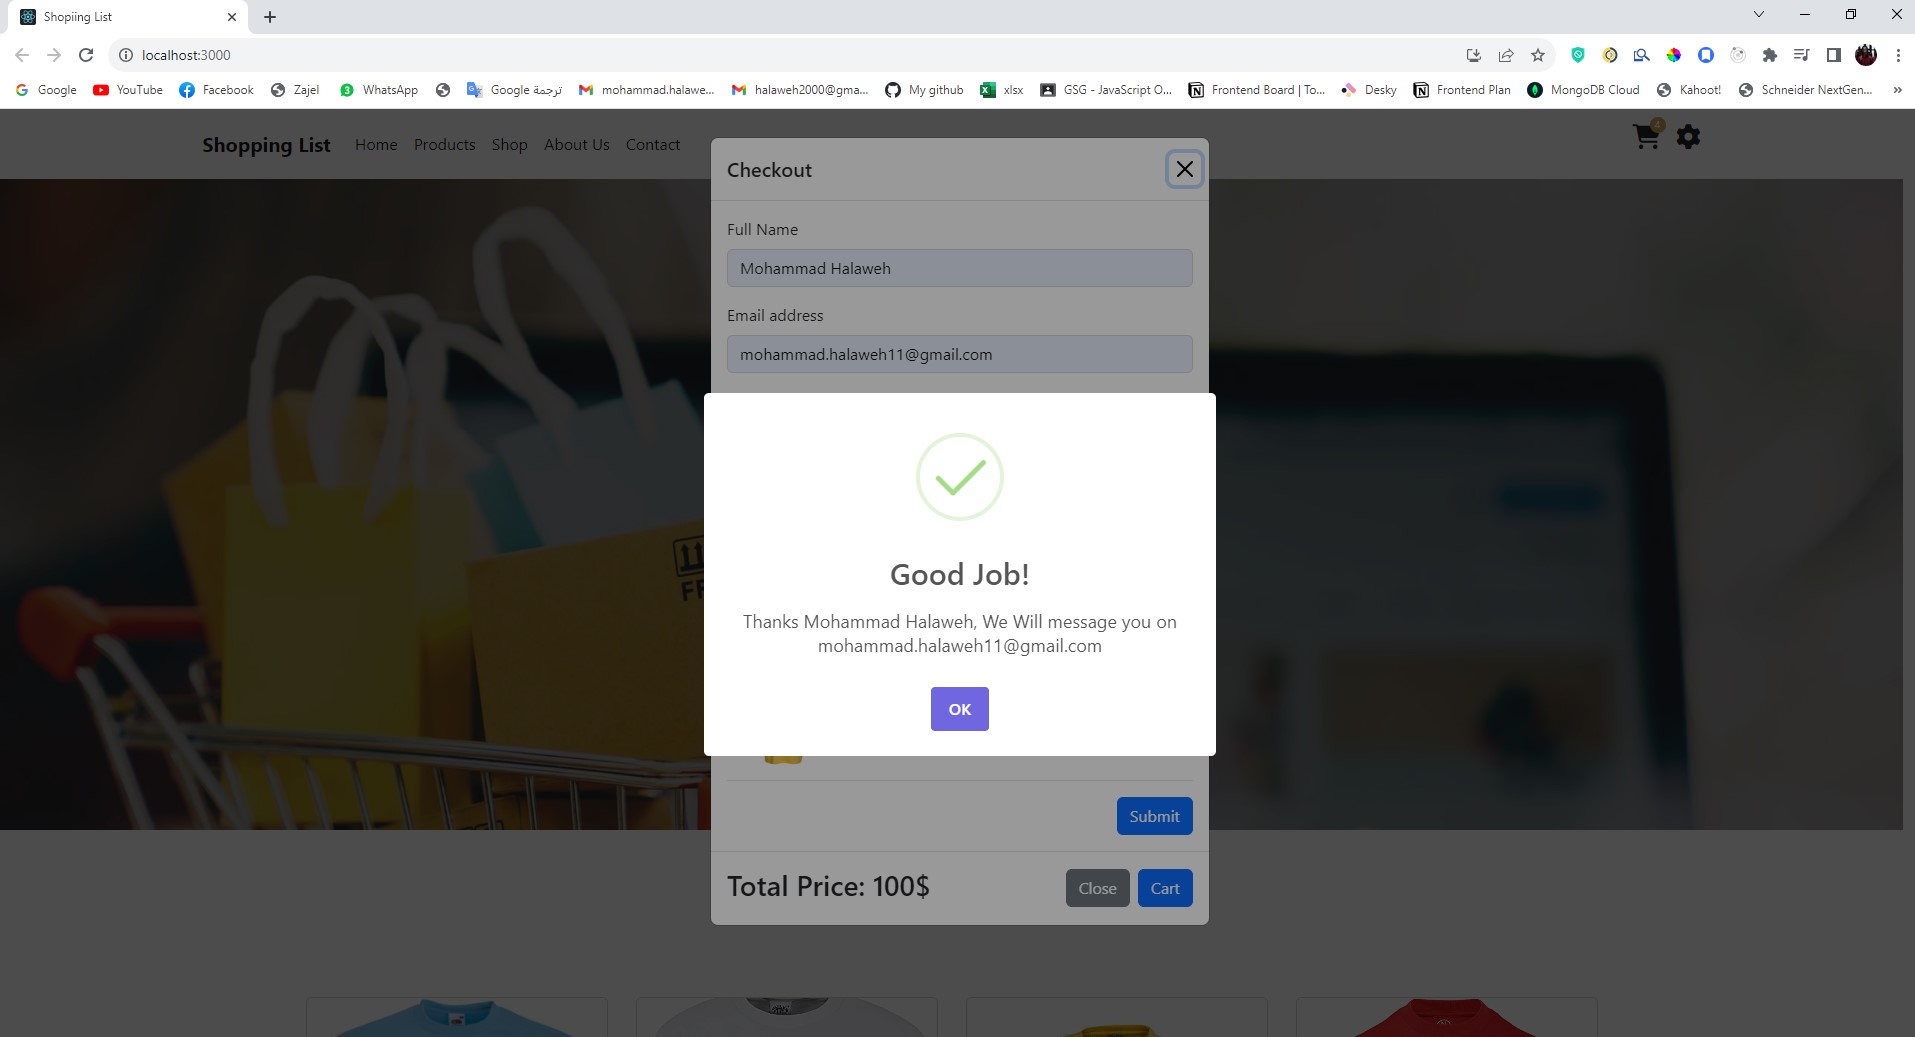 Shopiing List
localhost:3000
Google
YouTube
Facebook
Zajel
WhatsApp
Google ترجمة
mohammad.halawe...
halaweh2000@gma...
My github
xlsx
GSG - JavaScript O...
Frontend Board | To...
Desky
Frontend Plan
MongoDB Cloud
Kahoot!
Schneider NextGen...
»
Shopping List
Home
Products
Shop
About Us
Contact
4
Checkout
Full Name
Mohammad Halaweh
Email address
mohammad.halaweh11@gmail.com
FR
Good Job!
Thanks Mohammad Halaweh, We Will message you on
mohammad.halaweh11@gmail.com
OK
Submit
Total Price: 100$
Close
Cart